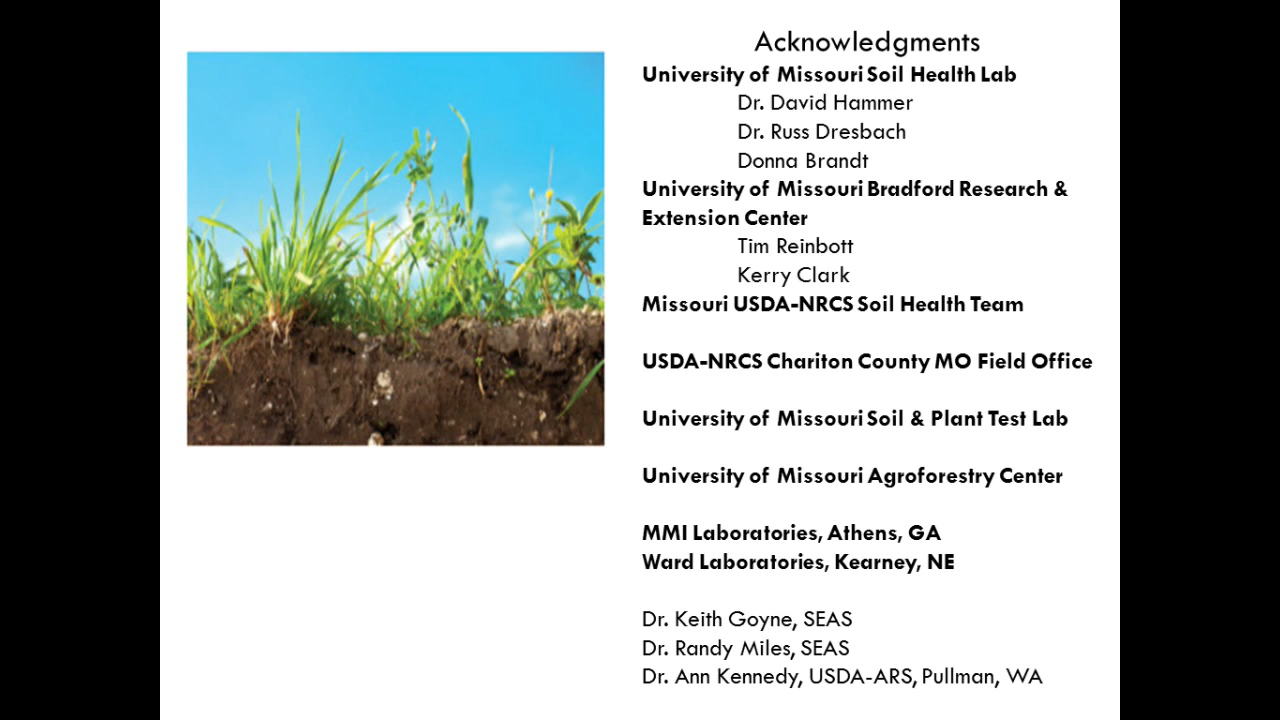 Acknowledgments
University of Missouri Soil Health Lab
Dr. David Hammer
Dr. Russ Dresbach
Donna Brandt
University of Missouri Bradford Research &
Extension Center
Tim Reinbott
Kerry Clark
Missouri USDA-NRCS Soil Health Team
USDA-NRCS Chariton County MO Field Office
University of Missouri Soil & Plant Test Lab
University of Missouri Agroforestry Center
MMI Laboratories, Athens, GA
Ward Laboratories, Kearney, NE
Dr. Keith Goyne, SEAS
Dr. Randy Miles, SEAS
Dr. Ann Kennedy, USDA-ARS, Pullman, WA